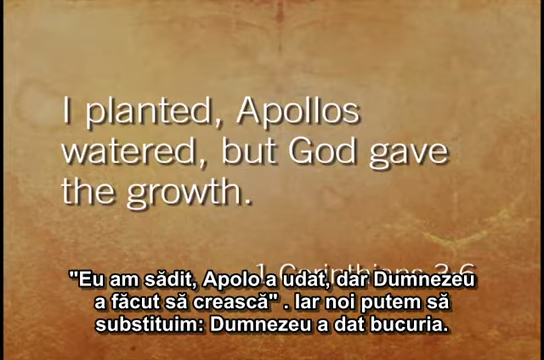 I planted, Apollos
watered, but God gave
the growth.
1 Corinthians 3:6
"Eu am sădit, Apolo a udat, dar Dumnezeu
a făcut să crească" . Iar noi putem să
substituim: Dumnezeu a dat bucuria.